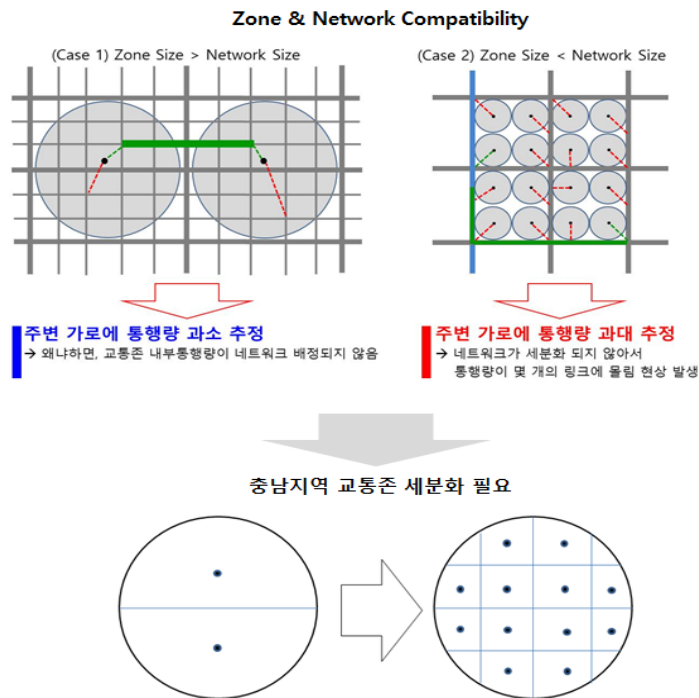 Zone & Network Compatibility
(Case 1) Zone Size > Network Size
(Case 2) Zone Size < Network Size
주변 가로에 통행량 과소 추정
→ 왜냐하면, 교통존 내부통행량이 네트워크 배정되지 않음
주변 가로에 통행량 과대 추정
→ 네트워크가 세분화 되지 않아서
통행량이 몇 개의 링크에 몰림 현상 발생
충남지역 교통존 세분화 필요